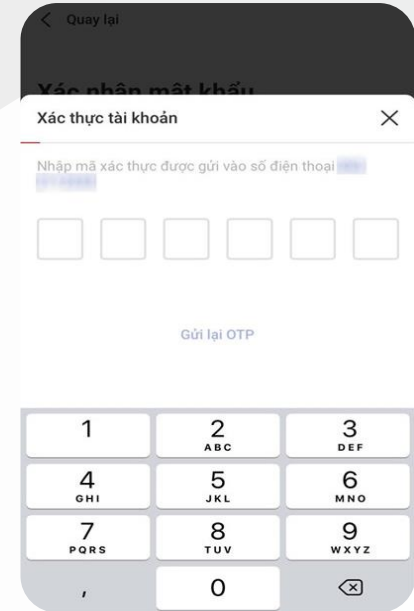 Quay lại
Xác nhận mật khẩu
Xác thực tài khoản
Nhập mã xác thực được gửi vào số điện thoại
Gửi lại OTP
1 2 3
ABC DEF
4 5 6
GHI JKL MNO
7 8 9
PQRS TUV WXYZ
, 0